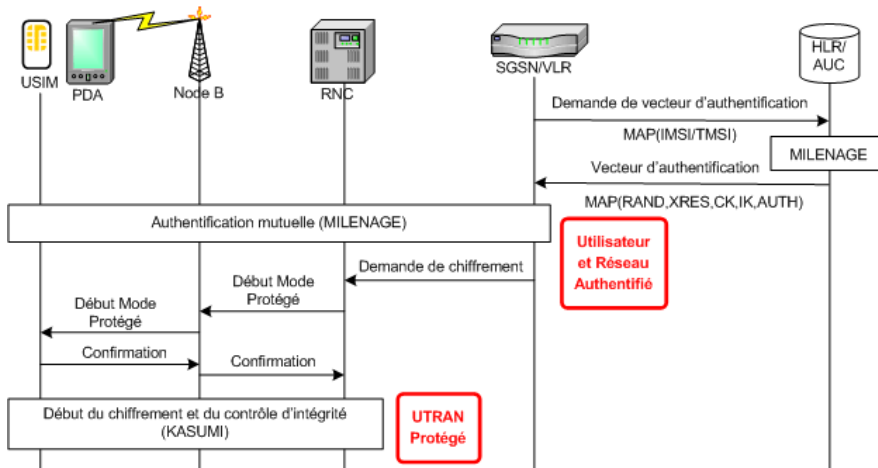 USIM
PDA
Node B
RNC
SGSN/VLR
HLR/
AUC
Demande de vecteur d'authentification
MAP(IMSI/TMSI)
MILENAGE
Vecteur d'authentification
MAP(RAND,XRES,CK,IK,AUTH)
Authentification mutuelle (MILENAGE)
Utilisateur
et Réseau
Authentifié
Demande de chiffrement
Début Mode
Protégé
Début Mode
Protégé
Confirmation
Confirmation
Début du chiffrement et du contrôle d'intégrité
(KASUMI)
UTRAN
Protégé